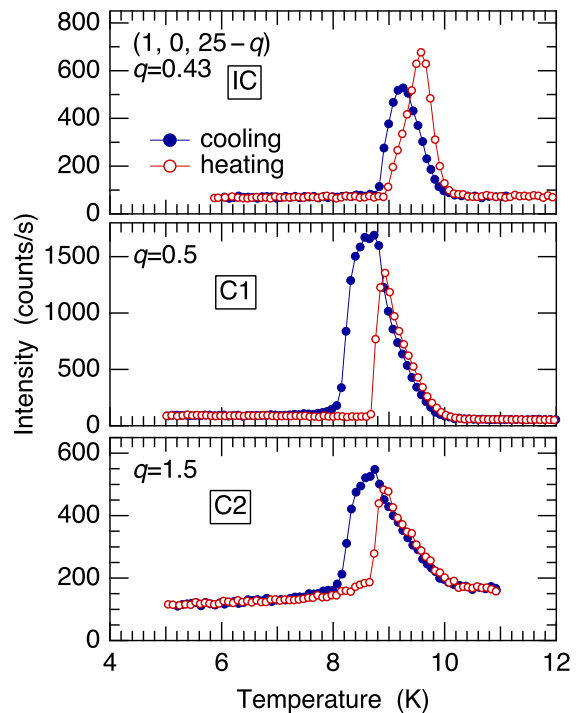 (1, 0, 25−q)
q=0.43
IC
cooling
heating
800
600
400
200
0
q=0.5
C1
1500
1000
500
0
Intensity (counts/s)
q=1.5
C2
600
400
200
0
4 6 8 10 12
Temperature (K)